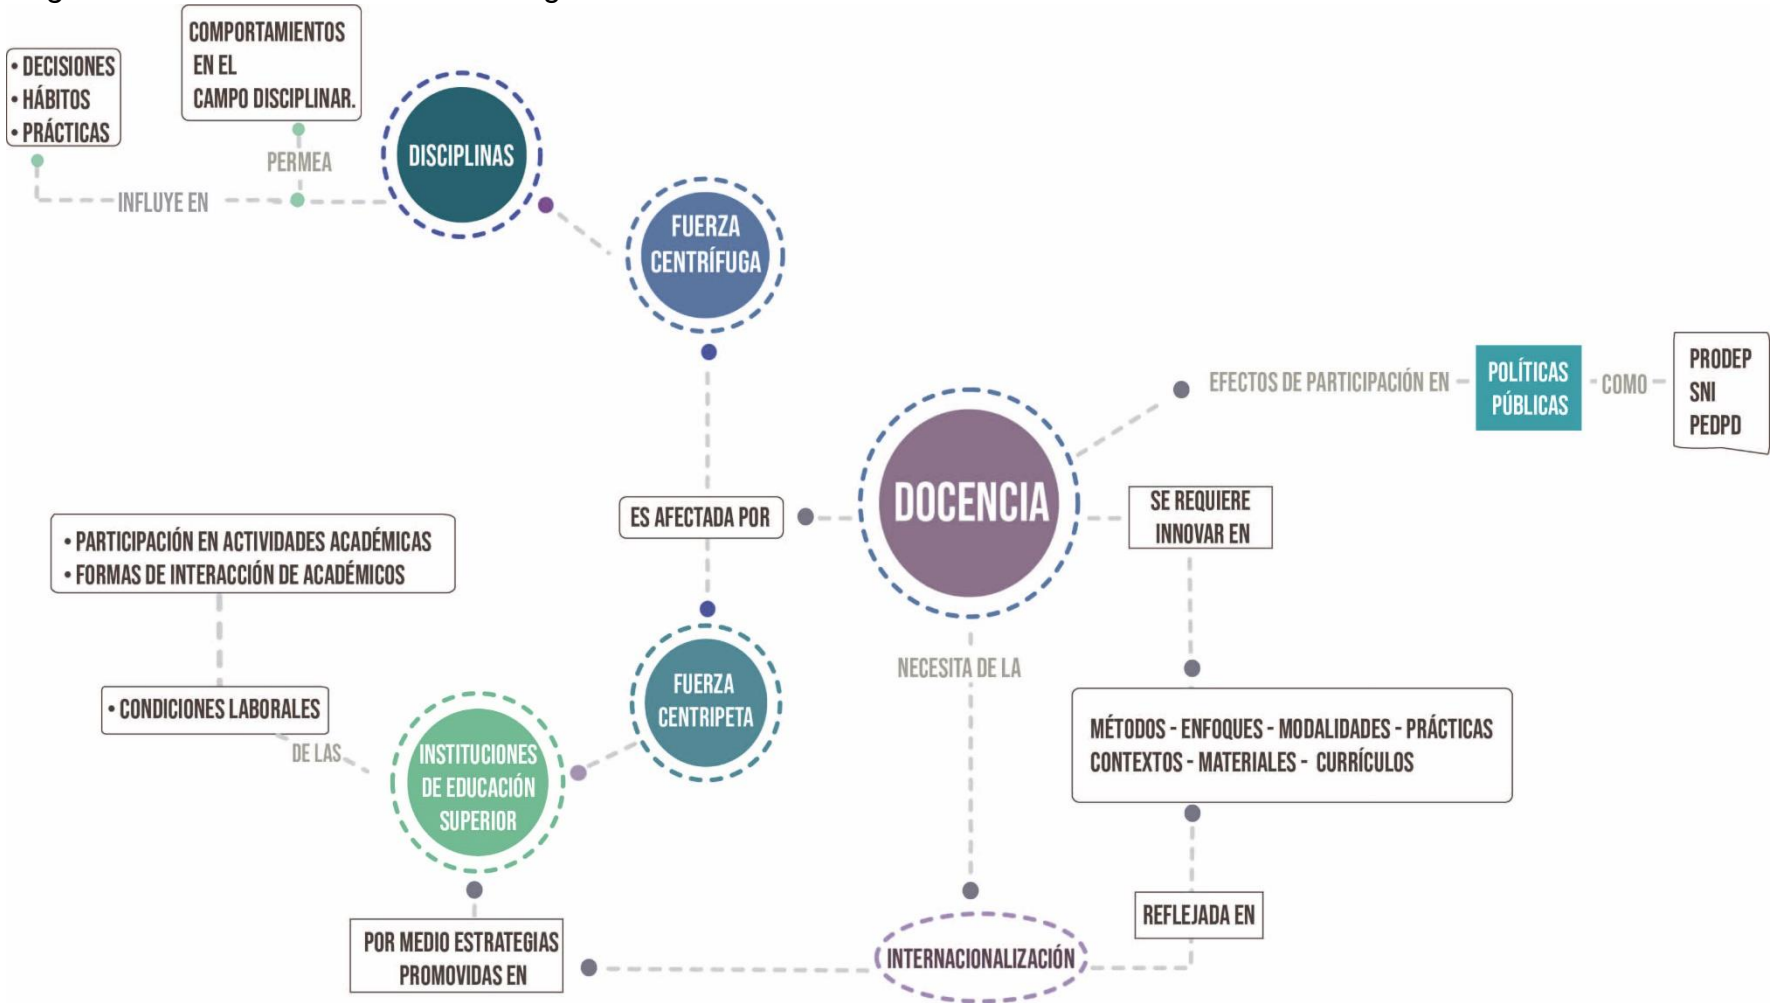 COMPORTAMIENTOS
EN EL
CAMPO DISCIPLINAR.
• DECISIONES
• HÁBITOS
• PRÁCTICAS
PERMEA
INFLUYE EN
DISCIPLINAS
FUERZA
CENTRÍFUGA
EFECTOS DE PARTICIPACIÓN EN
POLÍTICAS
PÚBLICAS
COMO
PRODEP
SNI
PEDPD
DOCENCIA
ES AFECTADA POR
SE REQUIERE
INNOVAR EN
• PARTICIPACIÓN EN ACTIVIDADES ACADÉMICAS
• FORMAS DE INTERACCIÓN DE ACADÉMICOS
• CONDICIONES LABORALES
DE LAS
INSTITUCIONES
DE EDUCACIÓN
SUPERIOR
FUERZA
CENTRIPETA
NECESITA DE LA
MÉTODOS - ENFOQUES - MODALIDADES - PRÁCTICAS
CONTEXTOS - MATERIALES - CURRÍCULOS
REFLEJADA EN
INTERNACIONALIZACIÓN
POR MEDIO ESTRATEGIAS
PROMOVIDAS EN